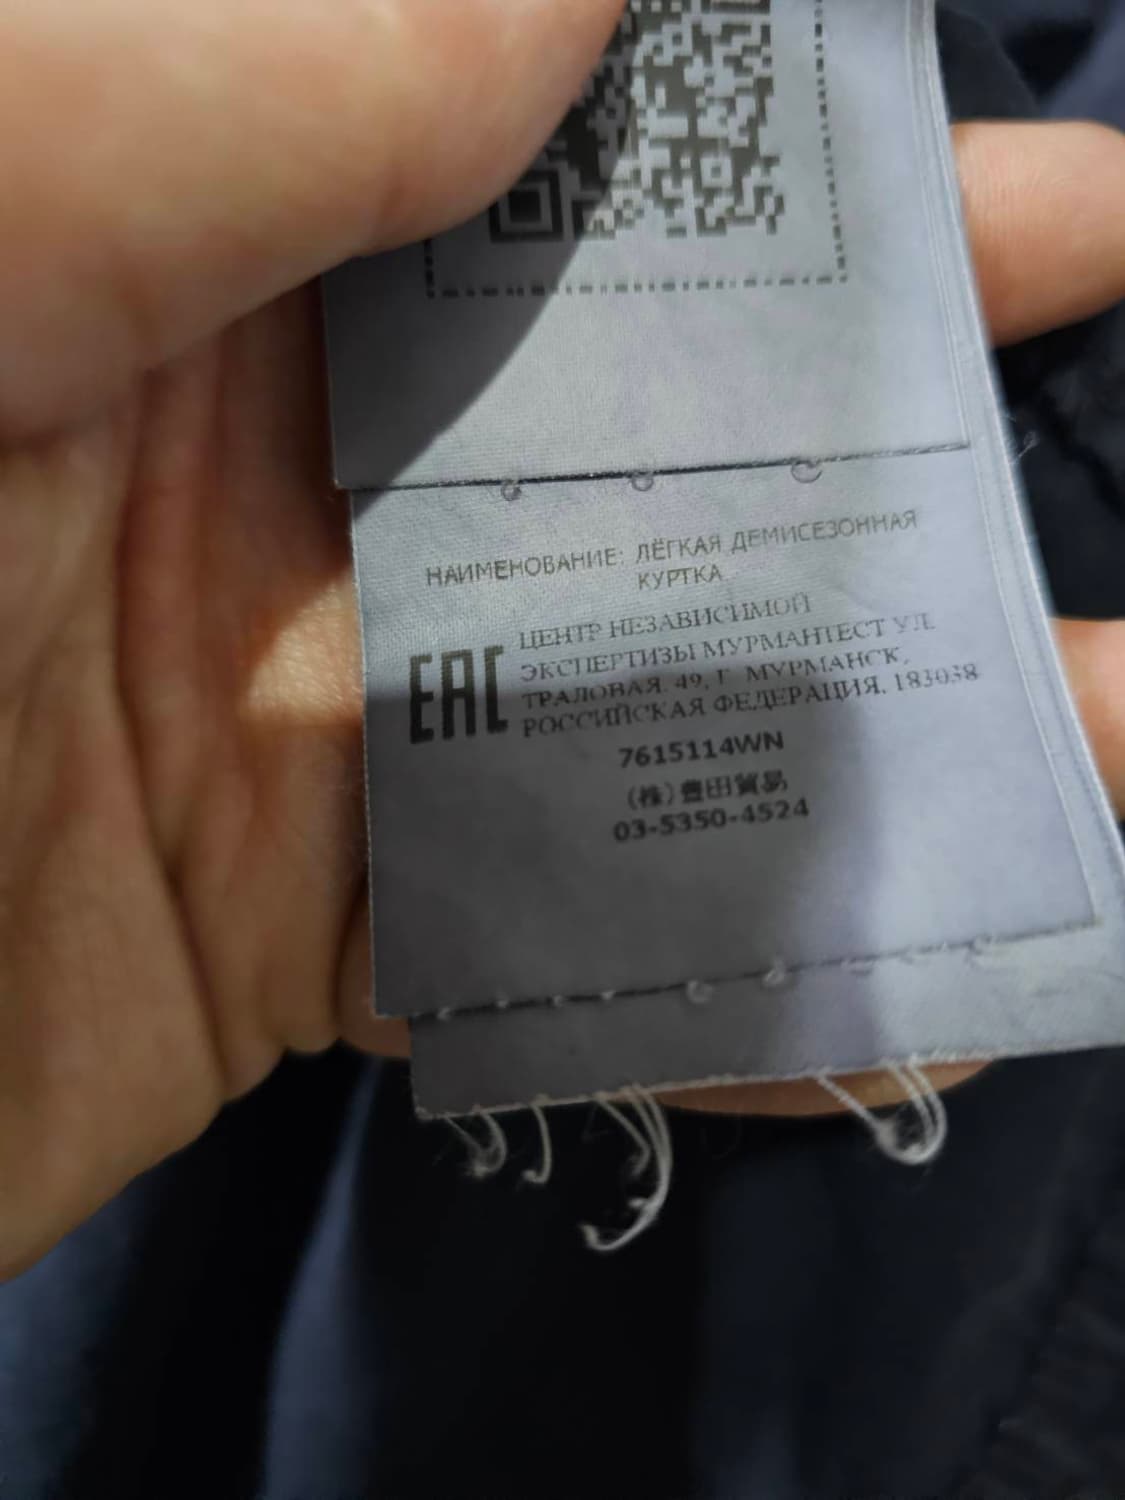 НАИМЕНОВАНИЕ: ЛЁГКАЯ ДЕМИСЕЗОННАЯ
КУРТКА
ЦЕНТР НЕЗАВИСИМОЙ
ЭКСПЕРТИЗЫ МУРМАНТЕСТ УЛ.
ТРАЛОВАЯ, 49, Г. МУРМАНСК,
РОССИЙСКАЯ ФЕДЕРАЦИЯ, 183038
EAC
7615114WN
(株)豊田貿易
03-5350-4524